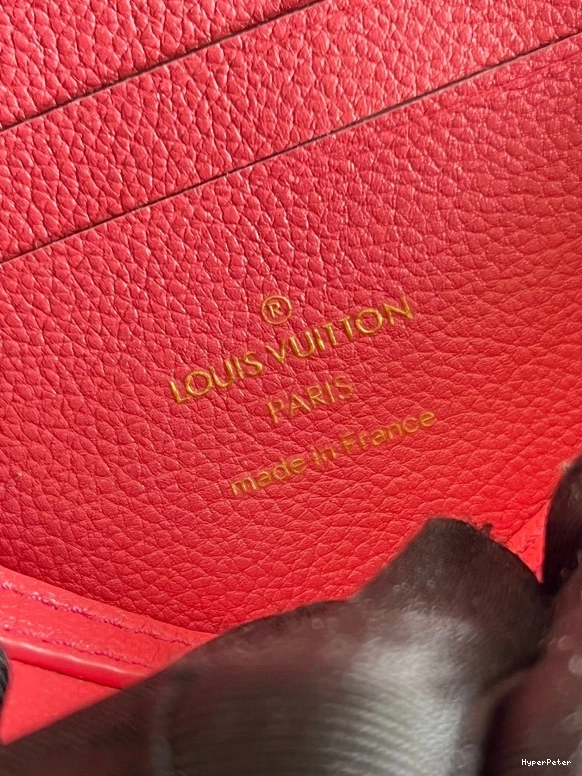 ®
LOUIS VUITTON
PARIS
made in France
HyperPeter